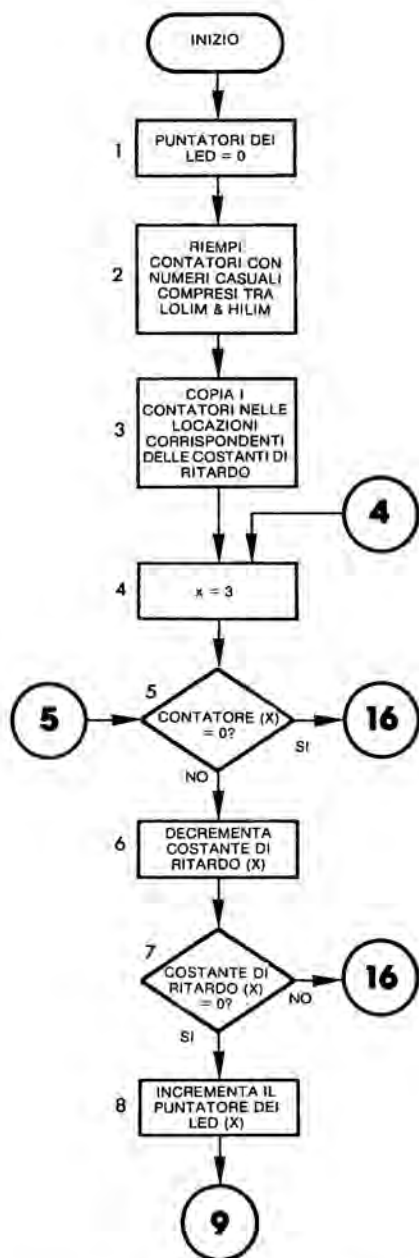 INIZIO
1
PUNTATORI DEI
LED = 0
2
RIEMPI
CONTATORI CON
NUMERI CASUALI
COMPRESI TRA
LOLIM & HILIM
3
COPIA I
CONTATORI NELLE
LOCAZIONI
CORRISPONDENTI
DELLE COSTANTI DI
RITARDO
4
4
x = 3
5
5
CONTATORE (X)
= 0?
SI
16
NO
6
DECREMENTA
COSTANTE DI
RITARDO (X)
7
COSTANTE DI
RITARDO (X)
= 0?
NO
16
SI
8
INCREMENTA IL
PUNTATORE DEI
LED (X)
9